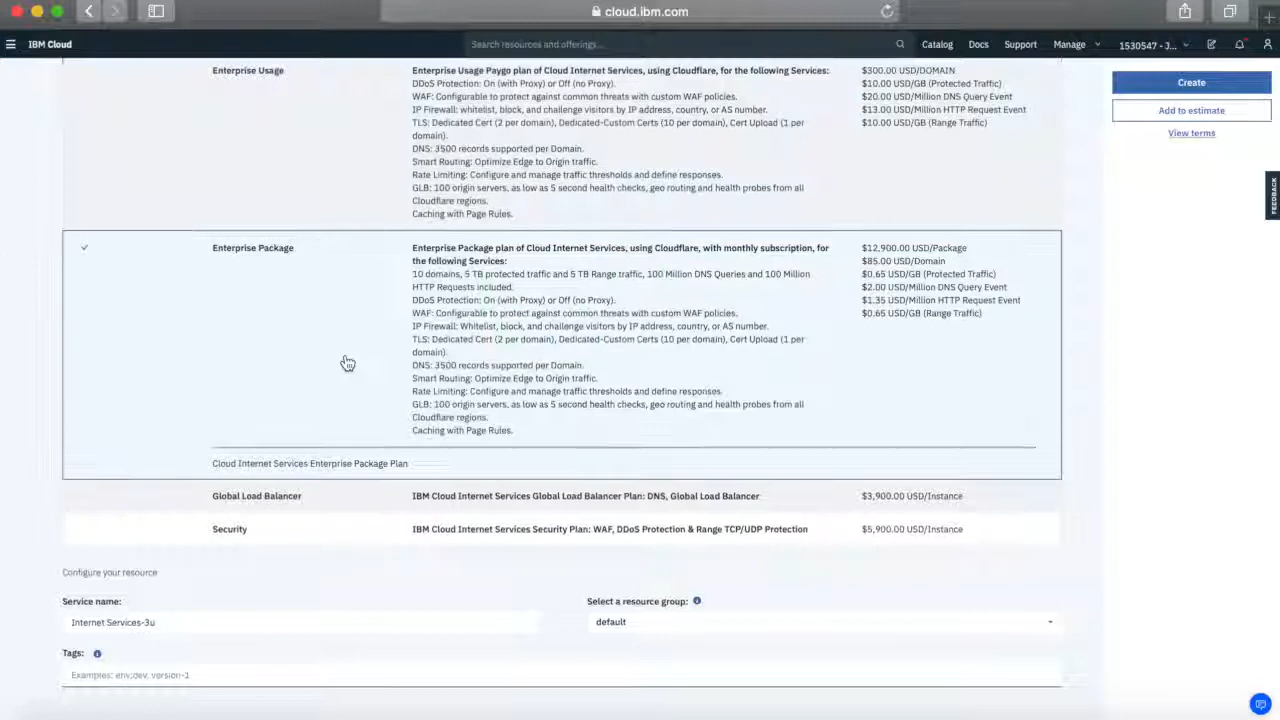 cloud.ibm.com
IBM Cloud
Search resources and offerings...
Catalog
Docs
Support
Manage
1530547 - J...
Enterprise Usage
Enterprise Usage Paygo plan of Cloud Internet Services, using Cloudflare, for the following Services:
DDoS Protection: On (with Proxy) or Off (no Proxy).
WAF: Configurable to protect against common threats with custom WAF policies.
IP Firewall: Whitelist, block, and challenge visitors by IP address, country, or AS number.
TLS: Dedicated Cert (2 per domain), Dedicated-Custom Certs (10 per domain), Cert Upload (1 per
domain).
DNS: 3500 records supported per Domain.
Smart Routing: Optimize Edge to Origin traffic.
Rate Limiting: Configure and manage traffic thresholds and define responses.
GLB: 100 origin servers, as low as 5 second health checks, geo routing and health probes from all
Cloudflare regions.
Caching with Page Rules.
$300.00 USD/DOMAIN
$10.00 USD/GB (Protected Traffic)
$20.00 USD/Million DNS Query Event
$13.00 USD/Million HTTP Request Event
$10.00 USD/GB (Range Traffic)
Enterprise Package
Enterprise Package plan of Cloud Internet Services, using Cloudflare, with monthly subscription, for
the following Services:
10 domains, 5 TB protected traffic and 5 TB Range traffic, 100 Million DNS Queries and 100 Million
HTTP Requests included.
DDoS Protection: On (with Proxy) or Off (no Proxy).
WAF: Configurable to protect against common threats with custom WAF policies.
IP Firewall: Whitelist, block, and challenge visitors by IP address, country, or AS number.
TLS: Dedicated Cert (2 per domain), Dedicated-Custom Certs (10 per domain), Cert Upload (1 per
domain).
DNS: 3500 records supported per Domain.
Smart Routing: Optimize Edge to Origin traffic.
Rate Limiting: Configure and manage traffic thresholds and define responses.
GLB: 100 origin servers, as low as 5 second health checks, geo routing and health probes from all
Cloudflare regions.
Caching with Page Rules.
$12,900.00 USD/Package
$85.00 USD/Domain
$0.65 USD/GB (Protected Traffic)
$2.00 USD/Million DNS Query Event
$1.35 USD/Million HTTP Request Event
$0.65 USD/GB (Range Traffic)
Cloud Internet Services Enterprise Package Plan
Global Load Balancer
IBM Cloud Internet Services Global Load Balancer Plan: DNS, Global Load Balancer
$3,900.00 USD/Instance
Security
IBM Cloud Internet Services Security Plan: WAF, DDoS Protection & Range TCP/UDP Protection
$5,900.00 USD/Instance
Configure your resource
Service name:
Internet Services-3u
Select a resource group:
default
Tags:
Examples: env:dev, version-1
Create
Add to estimate
View terms
FEEDBACK